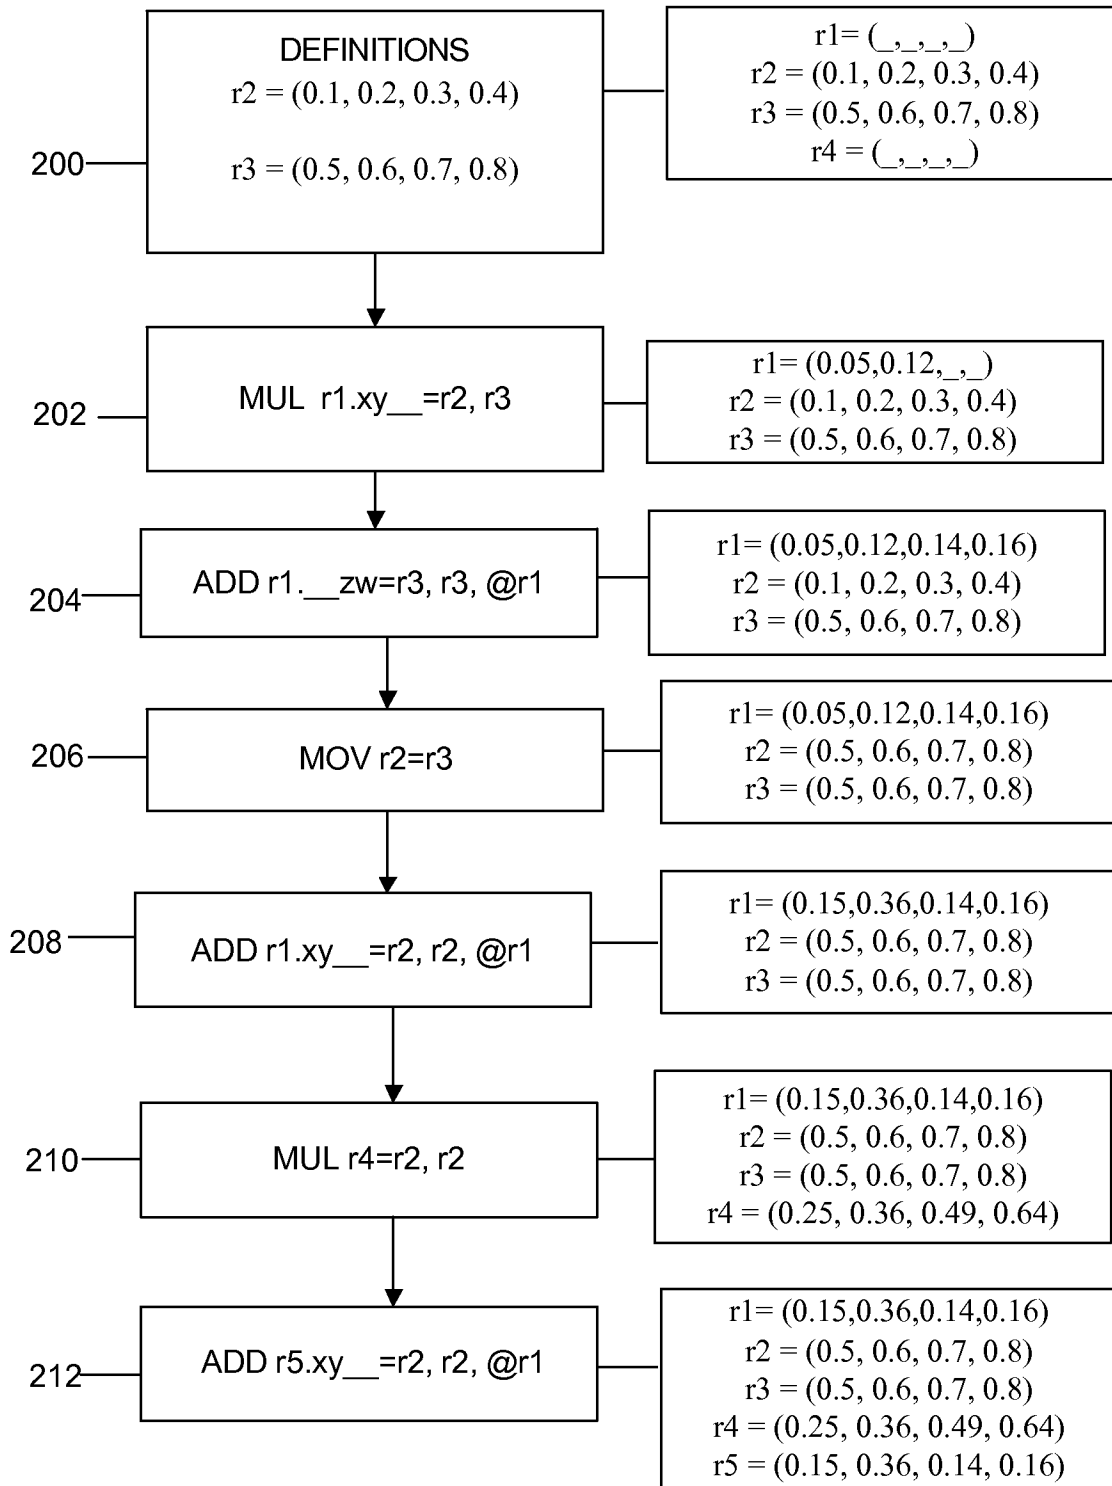 DEFINITIONS
r2 = (0.1, 0.2, 0.3, 0.4)
r3 = (0.5, 0.6, 0.7, 0.8)
200
r1= (_,_,_,_)
r2 = (0.1, 0.2, 0.3, 0.4)
r3 = (0.5, 0.6, 0.7, 0.8)
r4 = (_,_,_,_)
202
MUL r1.xy__=r2, r3
r1= (0.05,0.12,_,_)
r2 = (0.1, 0.2, 0.3, 0.4)
r3 = (0.5, 0.6, 0.7, 0.8)
204
ADD r1.__zw=r3, r3, @r1
r1= (0.05,0.12,0.14,0.16)
r2 = (0.1, 0.2, 0.3, 0.4)
r3 = (0.5, 0.6, 0.7, 0.8)
206
MOV r2=r3
r1= (0.05,0.12,0.14,0.16)
r2 = (0.5, 0.6, 0.7, 0.8)
r3 = (0.5, 0.6, 0.7, 0.8)
208
ADD r1.xy__=r2, r2, @r1
r1= (0.15,0.36,0.14,0.16)
r2 = (0.5, 0.6, 0.7, 0.8)
r3 = (0.5, 0.6, 0.7, 0.8)
210
MUL r4=r2, r2
r1= (0.15,0.36,0.14,0.16)
r2 = (0.5, 0.6, 0.7, 0.8)
r3 = (0.5, 0.6, 0.7, 0.8)
r4 = (0.25, 0.36, 0.49, 0.64)
212
ADD r5.xy__=r2, r2, @r1
r1= (0.15,0.36,0.14,0.16)
r2 = (0.5, 0.6, 0.7, 0.8)
r3 = (0.5, 0.6, 0.7, 0.8)
r4 = (0.25, 0.36, 0.49, 0.64)
r5 = (0.15, 0.36, 0.14, 0.16)